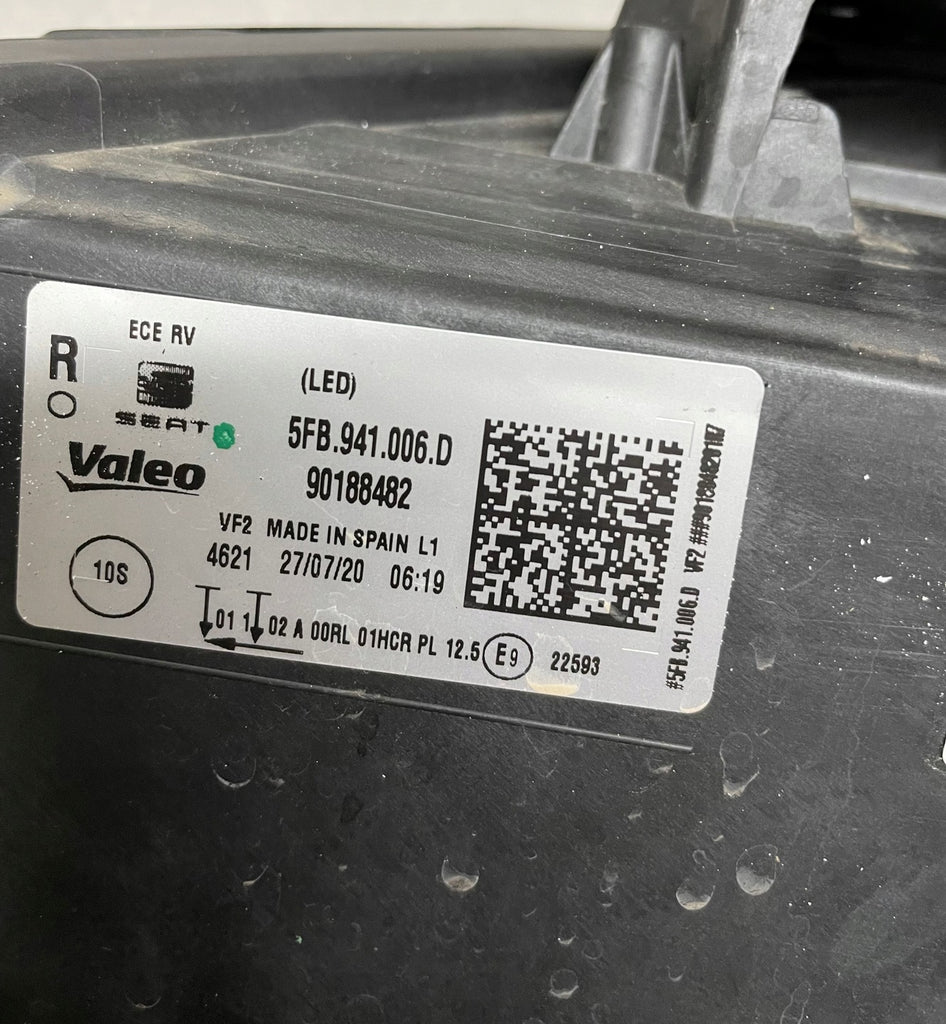 ECE RV
R
SEAT
(LED)
5FB.941.006.D
Valeo
90188482
VF2 MADE IN SPAIN L1
4621 27/07/20 06:19
10S
01 1 02 A 00RL 01HCR PL 12.5 E9 22593
#5FB.941.006.D VF2